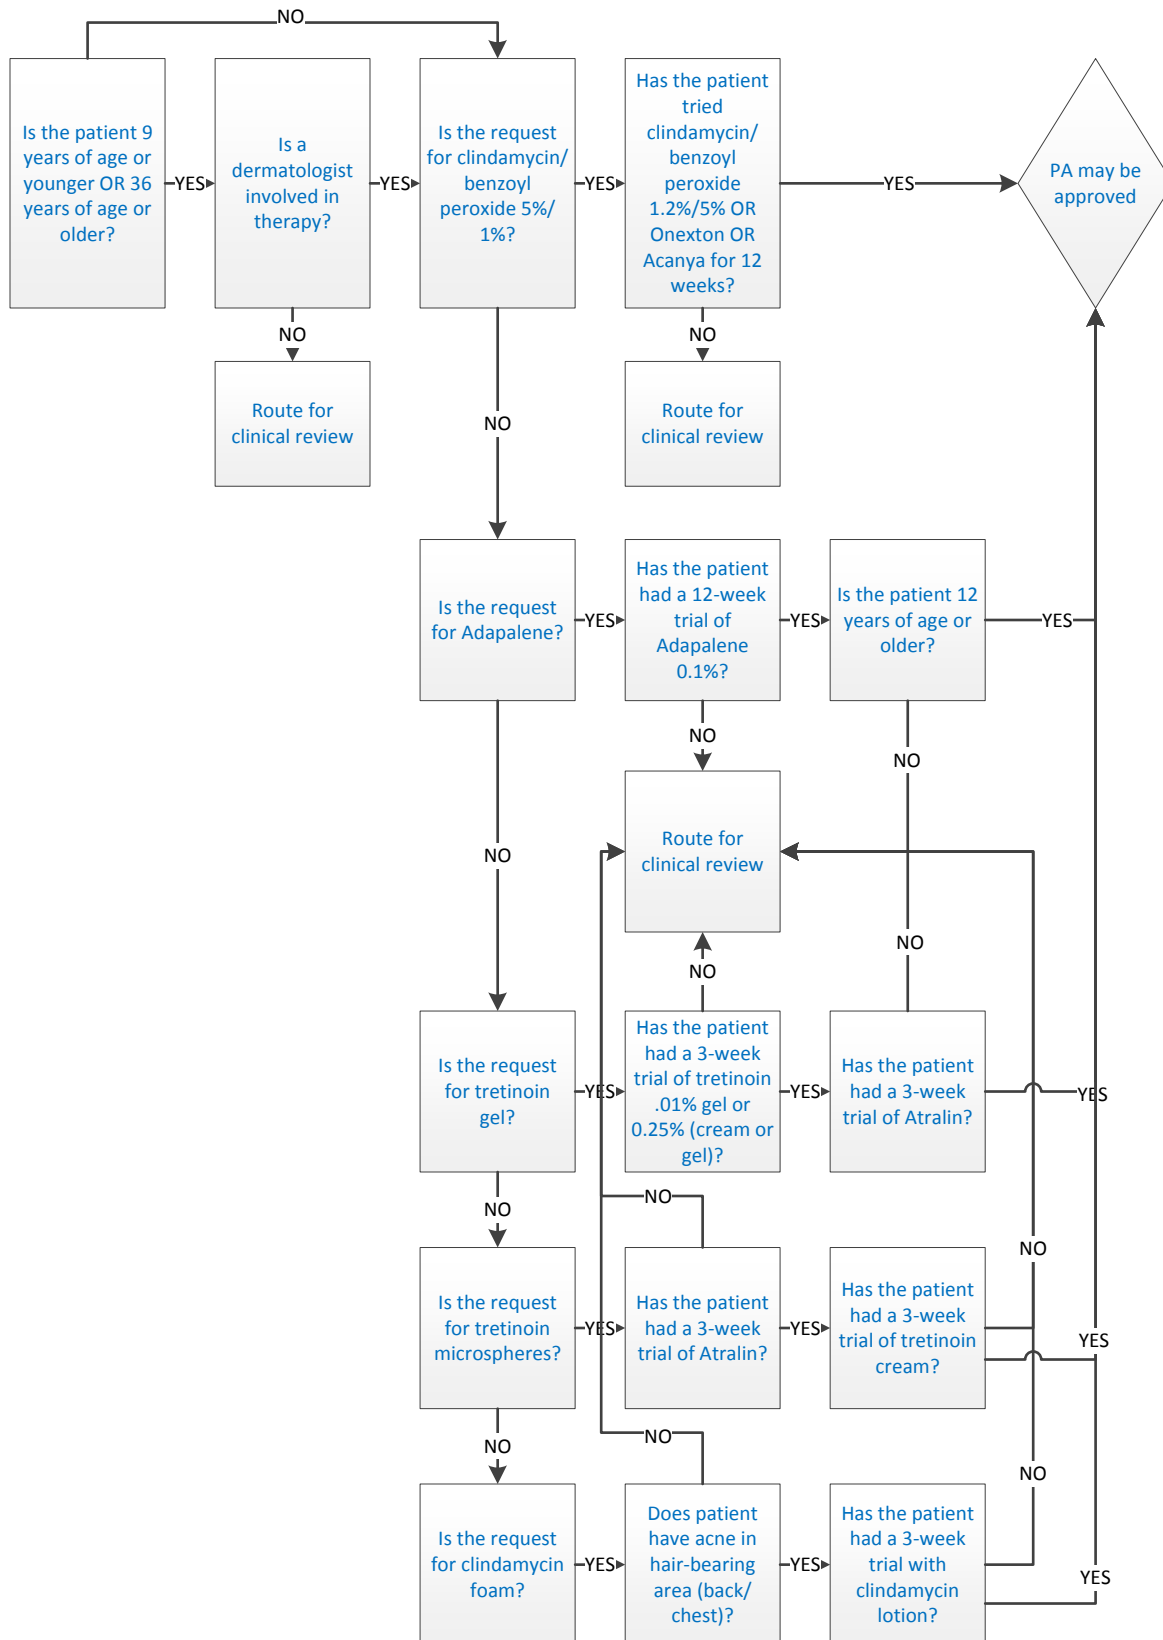 NO
Is the patient 9
years of age or
younger OR 36
years of age or
older?
YES
Is a
dermatologist
involved in
therapy?
YES
Is the request
for clindamycin/
benzoyl
peroxide 5%/
1%?
YES
Has the patient
tried
clindamycin/
benzoyl
peroxide
1.2%/5% OR
Onexton OR
Acanya for 12
weeks?
YES
PA may be
approved
NO
Route for
clinical review
NO
Route for
clinical review
NO
Is the request
for Adapalene?
YES
Has the patient
had a 12-week
trial of
Adapalene
0.1%?
YES
Is the patient 12
years of age or
older?
YES
NO
NO
Route for
clinical review
NO
NO
NO
Is the request
for tretinoin
gel?
YES
Has the patient
had a 3-week
trial of tretinoin
.01% gel or
0.25% (cream or
gel)?
YES
Has the patient
had a 3-week
trial of Atralin?
YES
NO
NO
NO
Is the request
for tretinoin
microspheres?
YES
Has the patient
had a 3-week
trial of Atralin?
YES
Has the patient
had a 3-week
trial of tretinoin
cream?
YES
NO
NO
NO
Is the request
for clindamycin
foam?
YES
Does patient
have acne in
hair-bearing
area (back/
chest)?
YES
Has the patient
had a 3-week
trial with
clindamycin
lotion?
YES